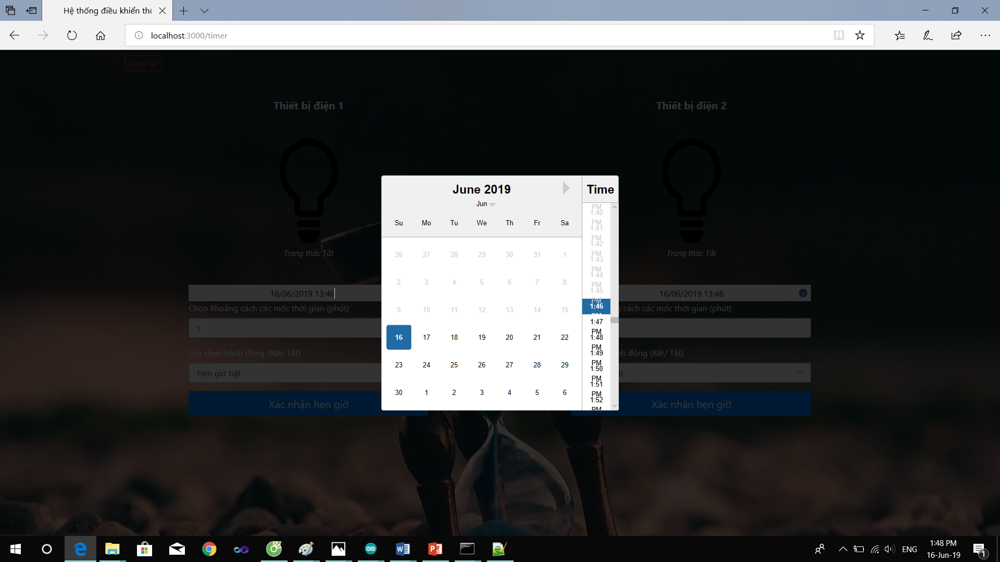 Hệ thống điều khiển thô
localhost:3000/timer
Quay Lại
Thiết bị điện 1
Thiết bị điện 2
Trạng thái: Tắt
Trạng thái: Tắt
16/06/2019 13:46
16/06/2019 13:46
Chọn khoảng cách các mốc thời gian (phút)
cách các mốc thời gian (phút)
1
Lựa chọn hành động (Bật/ Tắt)
nh động (Bật/ Tắt)
Hẹn giờ bật
Xác nhận hẹn giờ
Xác nhận hẹn giờ
June 2019
Jun
Su Mo Tu We Th Fr Sa
26 27 28 29 30 31 1
2 3 4 5 6 7 8
9 10 11 12 13 14 15
16 17 18 19 20 21 22
23 24 25 26 27 28 29
30 1 2 3 4 5 6
Time
PM
1:40
PM
1:41
PM
1:42
PM
1:43
PM
1:44
PM
1:45
PM
1:46
PM
1:47
PM
1:48
PM
1:49
PM
1:50
PM
1:51
PM
1:52
PM
ENG
1:48 PM
16-Jun-19
1